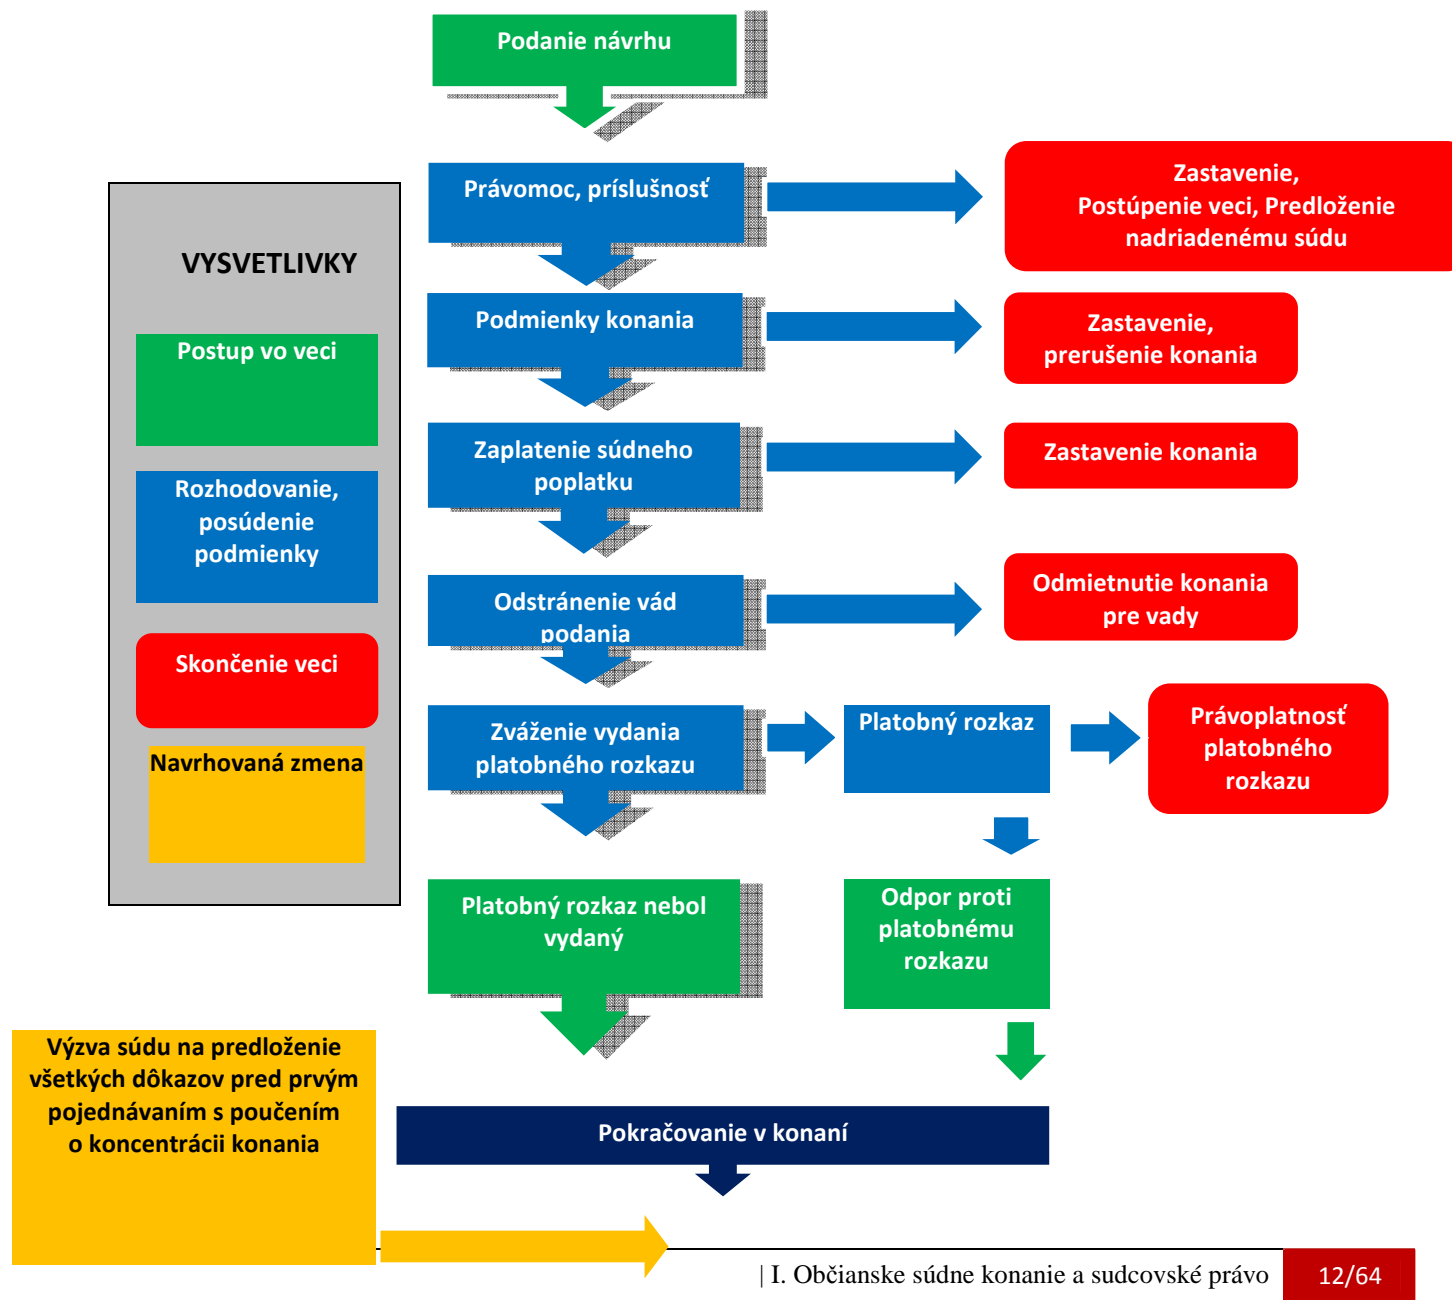 Podanie návrhu
Právomoc, príslušnosť
Zastavenie,
Postúpenie veci, Predloženie
nadriadenému súdu
VYSVETLIVKY
Postup vo veci
Rozhodovanie,
posúdenie
podmienky
Skončenie veci
Navrhovaná zmena
Podmienky konania
Zastavenie,
prerušenie konania
Zaplatenie súdneho
poplatku
Zastavenie konania
Odstránenie vád
podania
Odmietnutie konania
pre vady
Zváženie vydania
platobného rozkazu
Platobný rozkaz
Právoplatnosť
platobného
rozkazu
Platobný rozkaz nebol
vydaný
Odpor proti
platobnému
rozkazu
Výzva súdu na predloženie
všetkých dôkazov pred prvým
pojednávaním s poučením
o koncentrácii konania
Pokračovanie v konaní
| I. Občianske súdne konanie a sudcovské právo 12/64